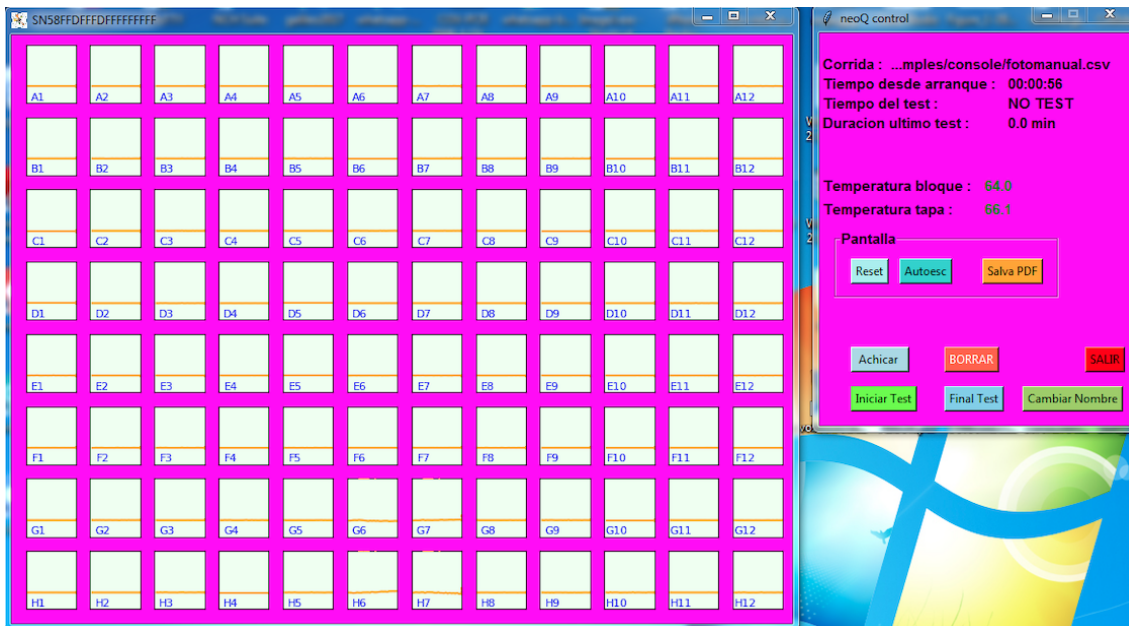 SN58FFDFFFDFFFFFFFFF
A1 A2 A3 A4 A5 A6 A7 A8 A9 A10 A11 A12
B1 B2 B3 B4 B5 B6 B7 B8 B9 B10 B11 B12
C1 C2 C3 C4 C5 C6 C7 C8 C9 C10 C11 C12
D1 D2 D3 D4 D5 D6 D7 D8 D9 D10 D11 D12
E1 E2 E3 E4 E5 E6 E7 E8 E9 E10 E11 E12
F1 F2 F3 F4 F5 F6 F7 F8 F9 F10 F11 F12
G1 G2 G3 G4 G5 G6 G7 G8 G9 G10 G11 G12
H1 H2 H3 H4 H5 H6 H7 H8 H9 H10 H11 H12
neoQ control
Corrida : ...mples/console/fotomanual.csv
Tiempo desde arranque : 00:00:56
Tiempo del test : NO TEST
Duracion ultimo test : 0.0 min
Temperatura bloque : 64.0
Temperatura tapa : 66.1
Pantalla
Reset Autoesc Salva PDF
Achicar BORRAR SALIR
Iniciar Test Final Test Cambiar Nombre